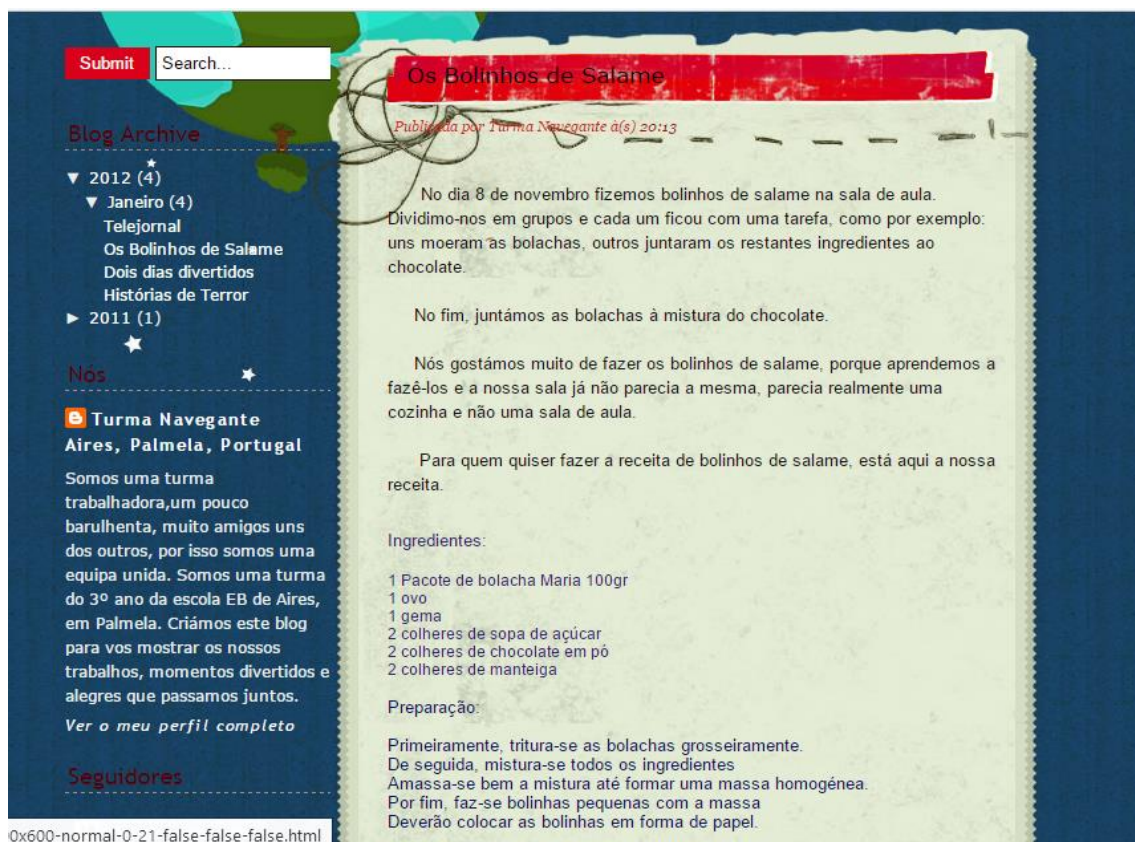 Submit
Search...
Blog Archive
▼ 2012 (4)
▼ Janeiro (4)
Telejornal
Os Bolinhos de Salame
Dois dias divertidos
Histórias de Terror
► 2011 (1)
Nós
Turma Navegante
Aires, Palmela, Portugal
Somos uma turma
trabalhadora,um pouco
barulhenta, muito amigos uns
dos outros, por isso somos uma
equipa unida. Somos uma turma
do 3º ano da escola EB de Aires,
em Palmela. Criámos este blog
para vos mostrar os nossos
trabalhos, momentos divertidos e
alegres que passamos juntos.
Ver o meu perfil completo
Seguidores
0x600-normal-0-21-false-false-false.html
Os Bolinhos de Salame
Publicada por Turma Navegante à(s) 20:13
No dia 8 de novembro fizemos bolinhos de salame na sala de aula.
Dividimo-nos em grupos e cada um ficou com uma tarefa, como por exemplo:
uns moeram as bolachas, outros juntaram os restantes ingredientes ao
chocolate.
No fim, juntámos as bolachas à mistura do chocolate.
Nós gostámos muito de fazer os bolinhos de salame, porque aprendemos a
fazê-los e a nossa sala já não parecia a mesma, parecia realmente uma
cozinha e não uma sala de aula.
Para quem quiser fazer a receita de bolinhos de salame, está aqui a nossa
receita.
Ingredientes:
1 Pacote de bolacha Maria 100gr
1 ovo
1 gema
2 colheres de sopa de açúcar
2 colheres de chocolate em pó
2 colheres de manteiga
Preparação:
Primeiramente, tritura-se as bolachas grosseiramente.
De seguida, mistura-se todos os ingredientes
Amassa-se bem a mistura até formar uma massa homogénea.
Por fim, faz-se bolinhas pequenas com a massa
Deverão colocar as bolinhas em forma de papel.